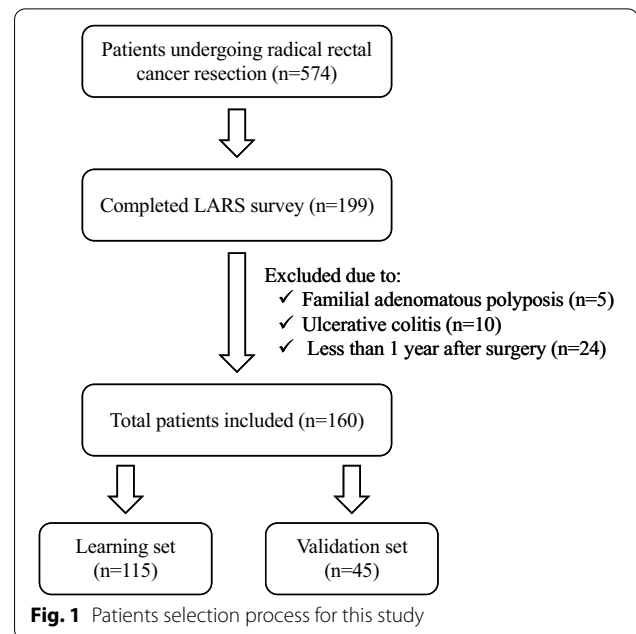 Patients undergoing radical rectal
cancer resection (n=574)
Completed LARS survey (n=199)
Excluded due to:
✓ Familial adenomatous polyposis (n=5)
✓ Ulcerative colitis (n=10)
✓ Less than 1 year after surgery (n=24)
Total patients included (n=160)
Learning set
(n=115)
Validation set
(n=45)
Fig. 1 Patients selection process for this study